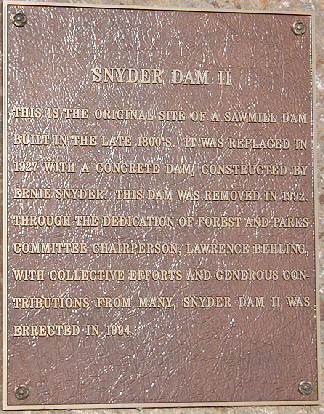 SNYDER DAM II
THIS IS THE ORIGINAL SITE OF A SAWMILL DAM
BUILT IN THE LATE 1800'S. IT WAS REPLACED IN
1927 WITH A CONCRETE DAM, CONSTRUCTED BY
ERNIE SNYDER. THIS DAM WAS REMOVED IN 1992.
THROUGH THE DEDICATION OF FOREST AND PARKS
COMMITTEE CHAIRPERSON, LAWRENCE BEHLING,
WITH COLLECTIVE EFFORTS AND GENEROUS CON-
TRIBUTIONS FROM MANY, SNYDER DAM II WAS
ERRECTED IN 1994.